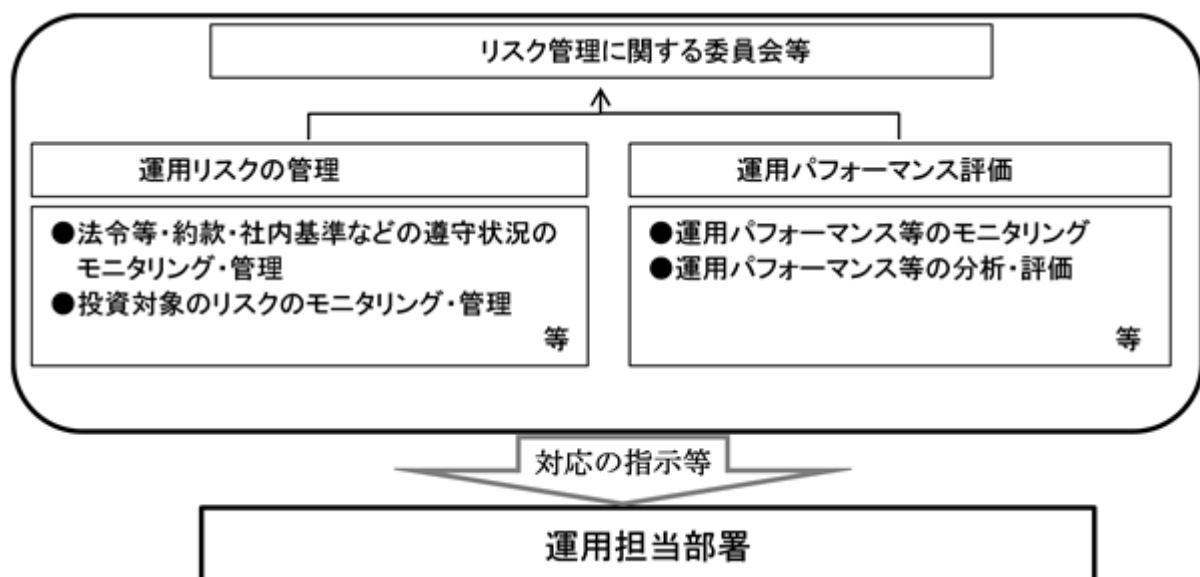 リスク管理に関する委員会等
運用リスクの管理
●法令等・約款・社内基準などの遵守状況の
モニタリング・管理
●投資対象のリスクのモニタリング・管理
等
運用パフォーマンス評価
●運用パフォーマンス等のモニタリング
●運用パフォーマンス等の分析・評価
等
対応の指示等
運用担当部署